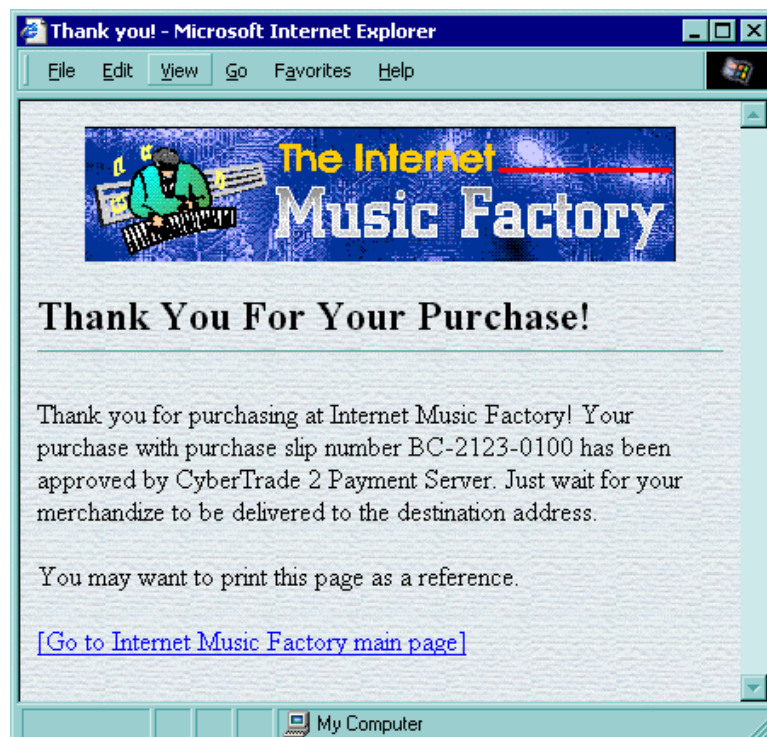 Thank you! - Microsoft Internet Explorer
File Edit View Go Favorites Help
The Internet
Music Factory
Thank You For Your Purchase!
Thank you for purchasing at Internet Music Factory! Your
purchase with purchase slip number BC-2123-0100 has been
approved by CyberTrade 2 Payment Server. Just wait for your
merchandize to be delivered to the destination address.
You may want to print this page as a reference.
[Go to Internet Music Factory main page]
My Computer